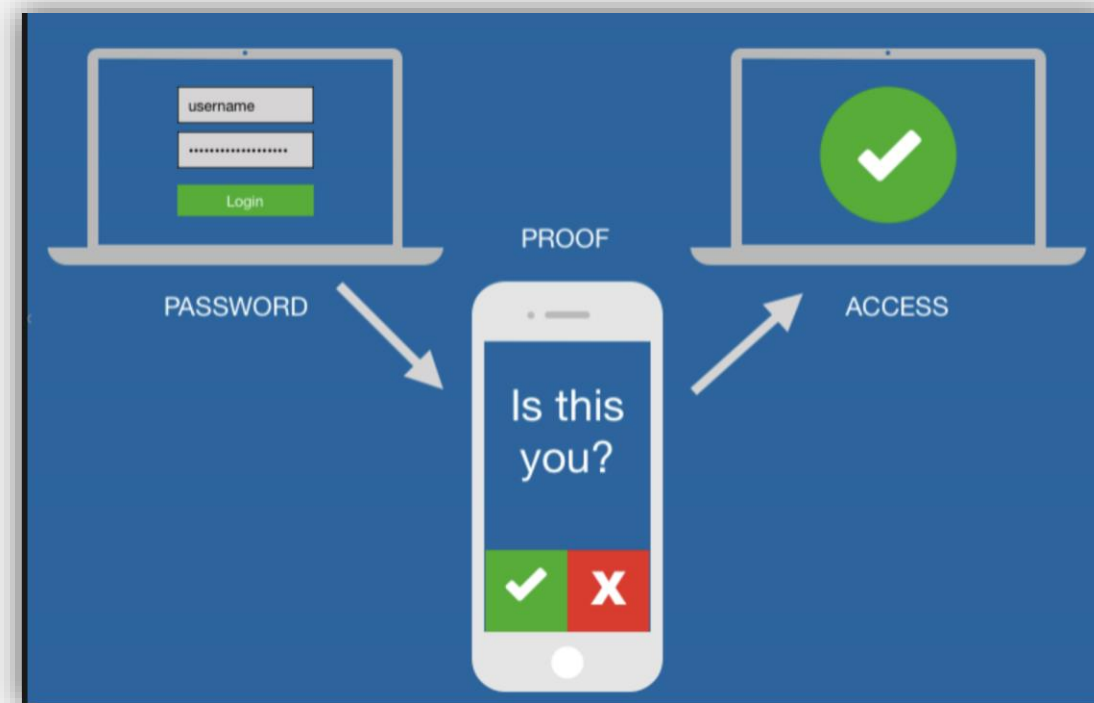 username
•••••••••••••••••••
Login
PASSWORD
PROOF
Is this
you?
ACCESS